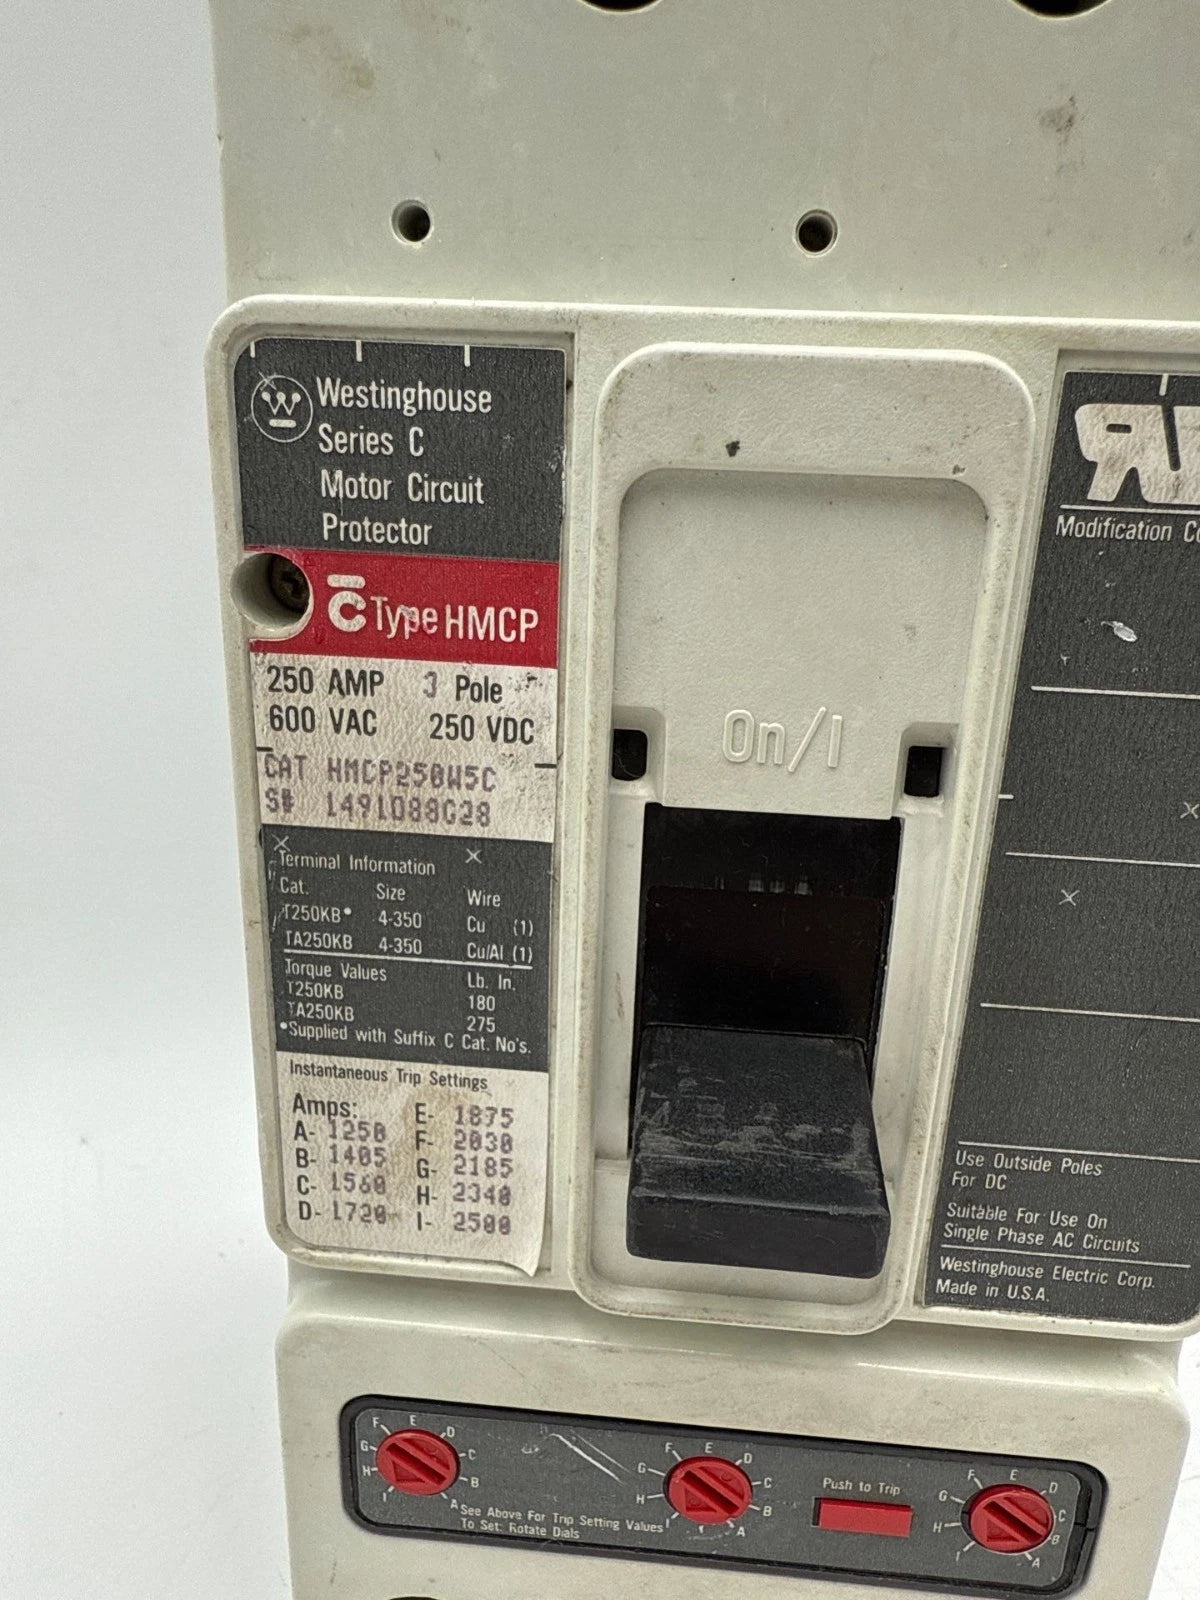 Westinghouse
Series C
Motor Circuit
Protector
C Type HMCP
250 AMP 3 Pole
600 VAC 250 VDC
CAT HMCP250W5C
S# 1491D88G28
Terminal Information
Cat. Size Wire
T250KB• 4-350 Cu (1)
TA250KB 4-350 Cu/Al (1)
Torque Values Lb. In.
T250KB 180
TA250KB 275
•Supplied with Suffix C Cat. No's.
Instantaneous Trip Settings
Amps: E- 1875
A- 1250 F- 2030
B- 1405 G- 2185
C- 1560 H- 2340
D- 1720 I- 2500
On/I
Modification
Use Outside Poles
For DC
Suitable For Use On
Single Phase AC Circuits
Westinghouse Electric Corp.
Made in U.S.A.
A B C D E F G H I
See Above For Trip Setting Values
To Set: Rotate Dials
A B C D E F G H I
Push to Trip
A B C D E F G H I